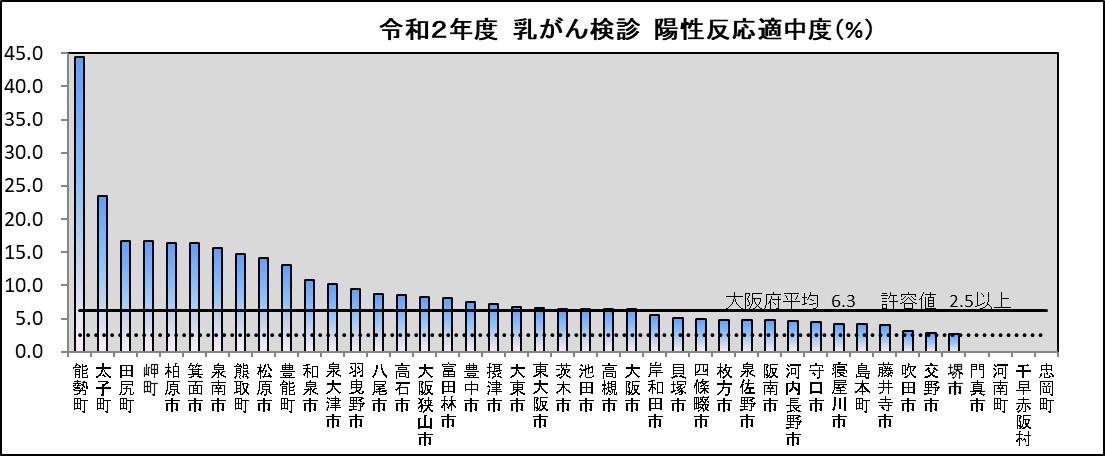 令和２年度 乳がん検診 陽性反応適中度(%)
45.0
40.0
35.0
30.0
25.0
20.0
15.0
10.0
5.0
0.0
大阪府平均 6.3 許容値 2.5以上
能勢町
太子町
田尻町
岬町
柏原市
箕面市
泉南市
熊取町
松原市
豊能町
和泉市
泉大津市
羽曳野市
八尾市
高石市
大阪狭山市
富田林市
豊中市
摂津市
大東市
東大阪市
茨木市
池田市
高槻市
大阪市
岸和田市
貝塚市
四條畷市
枚方市
泉佐野市
阪南市
河内長野市
守口市
寝屋川市
島本町
藤井寺市
吹田市
交野市
堺市
門真市
河南町
千早赤阪村
忠岡町